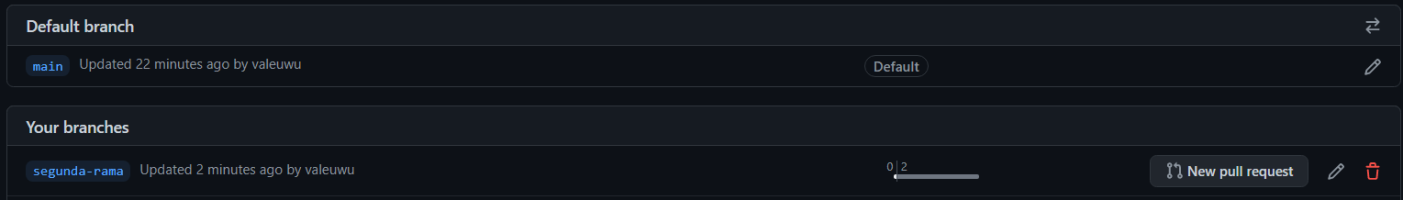 Default branch
main Updated 22 minutes ago by valeuwu Default
Your branches
segunda-rama Updated 2 minutes ago by valeuwu 0 2 New pull request